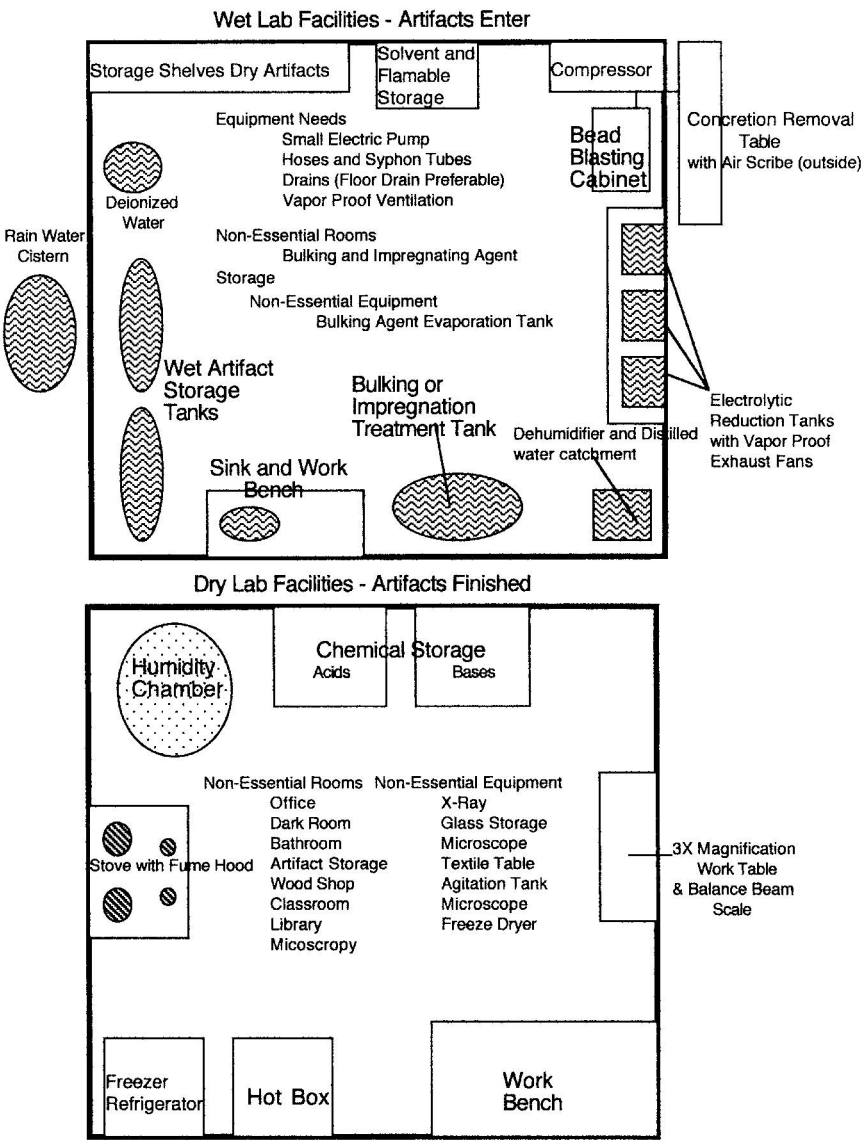 Wet Lab Facilities - Artifacts Enter
Storage Shelves Dry Artifacts
Solvent and
Flamable
Storage
Compressor
Concretion Removal
Table
with Air Scribe (outside)
Equipment Needs
Small Electric Pump
Hoses and Syphon Tubes
Drains (Floor Drain Preferable)
Vapor Proof Ventilation
Bead
Blasting
Cabinet
Deionized
Water
Rain Water
Cistern
Non-Essential Rooms
Bulking and Impregnating Agent
Storage
Non-Essential Equipment
Bulking Agent Evaporation Tank
Wet Artifact
Storage
Tanks
Bulking or
Impregnation
Treatment Tank
Electrolytic
Reduction Tanks
with Vapor Proof
Exhaust Fans
Dehumidifier and Distilled
water catchment
Sink and Work
Bench
Dry Lab Facilities - Artifacts Finished
Humidity
Chamber
Chemical Storage
Acids
Bases
Non-Essential Rooms
Office
Dark Room
Bathroom
Artifact Storage
Wood Shop
Classroom
Library
Micoscropy
Non-Essential Equipment
X-Ray
Glass Storage
Microscope
Textile Table
Agitation Tank
Microscope
Freeze Dryer
Stove with Fume Hood
3X Magnification
Work Table
& Balance Beam
Scale
Freezer
Refrigerator
Hot Box
Work
Bench